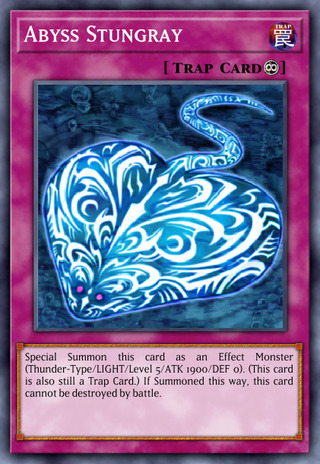 Abyss Stungray
TRAP
罠
[ Trap Card ]
Special Summon this card as an Effect Monster
(Thunder-Type/LIGHT/Level 5/ATK 1900/DEF 0). (This card
is also still a Trap Card.) If Summoned this way, this card
cannot be destroyed by battle.